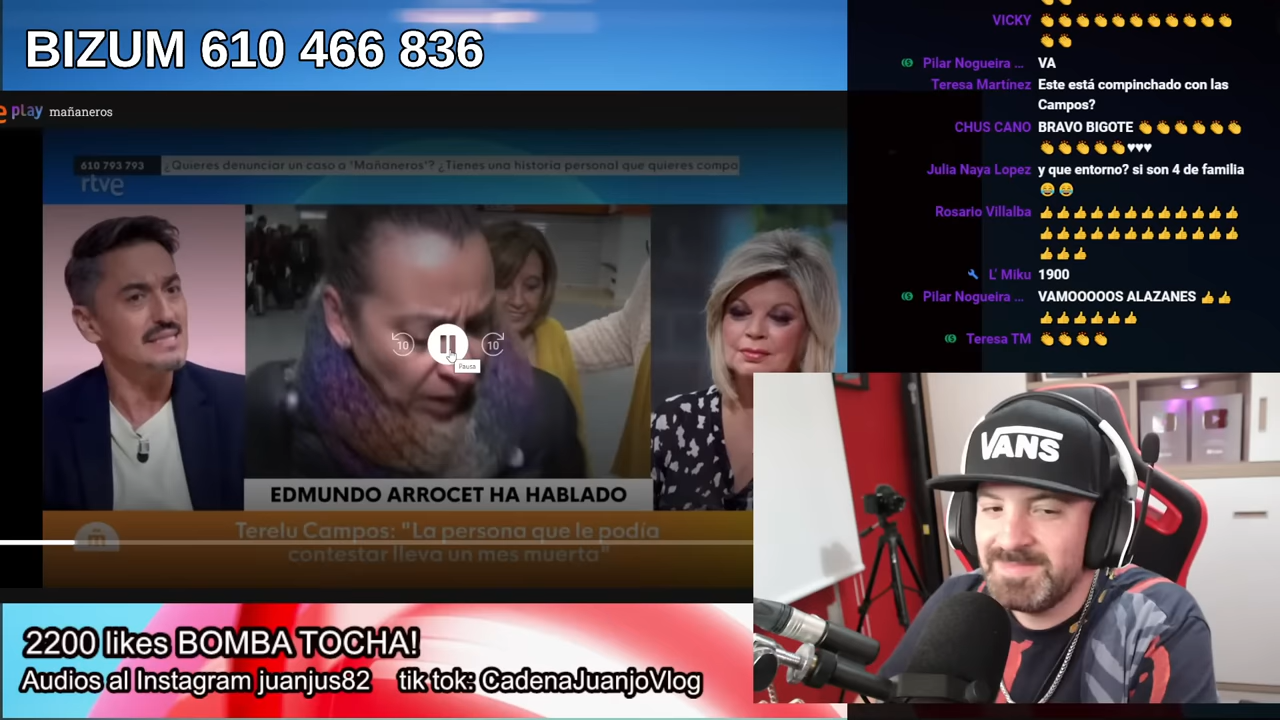 BIZUM 610 466 836
play mañaneros
610 793 793 ¿Quieres denunciar un caso a "Mañaneros"? ¿Tienes una historia personal que quieres compo
rtve
10 10
Pausa
EDMUNDO ARROCET HA HABLADO
Terelu Campos: "La persona que le podía
contestar lleva un mes muerta"
2200 likes BOMBA TOCHA!
Audios al Instagram juanjus82 tik tok: CadenaJuanjoVlog
VICKY 👏👏👏👏👏👏👏👏👏👏👏
👏👏
Pilar Nogueira ... VA
Teresa Martínez Este está compinchado con las
Campos?
CHUS CANO BRAVO BIGOTE 👏👏👏👏👏👏
👏👏👏👏👏♥♥♥
Julia Naya Lopez y que entorno? si son 4 de familia
😂😂
Rosario Villalba 👍👍👍👍👍👍👍👍👍👍👍👍
👍👍👍👍👍👍👍👍👍👍👍👍
👍👍👍
L' Miku 1900
Pilar Nogueira ... VAMOOOOOS ALAZANES 👍👍
👍👍👍👍👍👍
Teresa TM 👏👏👏👏
VANS